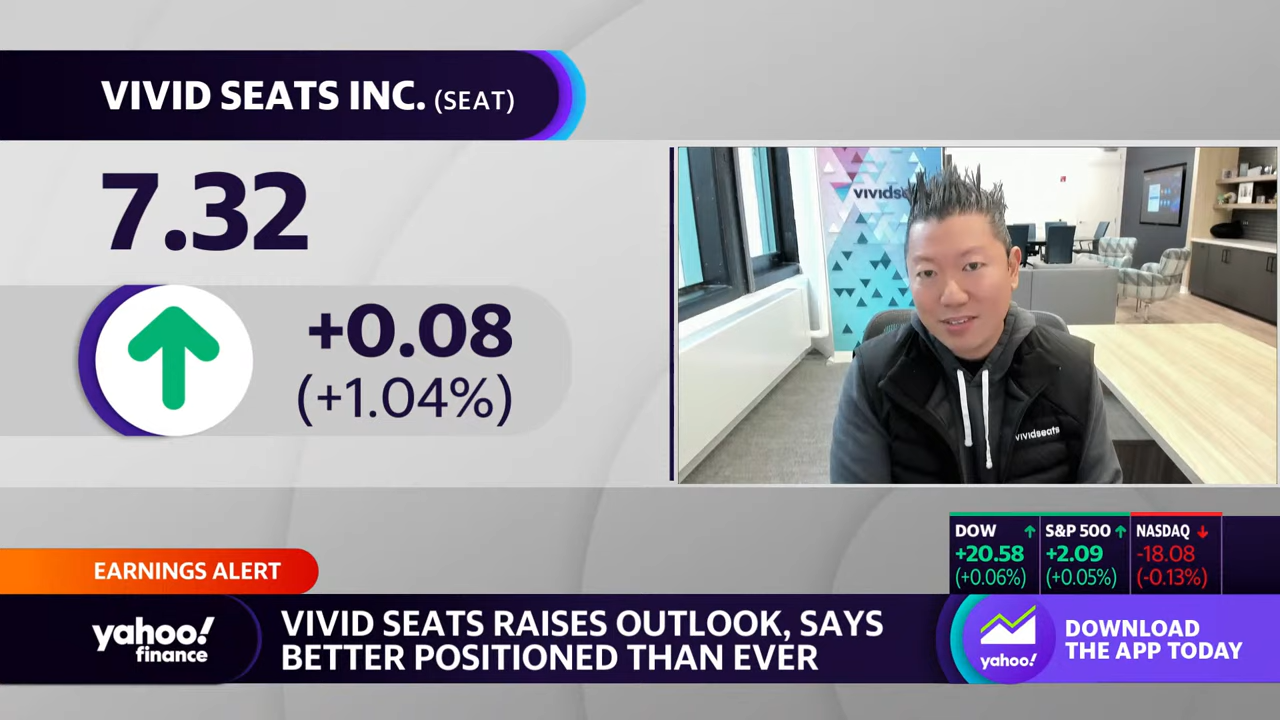 VIVID SEATS INC. (SEAT)
7.32
+0.08
(+1.04%)
vivids
vividseats
DOW
+20.58
(+0.06%)
S&P 500
+2.09
(+0.05%)
NASDAQ
-18.08
(-0.13%)
EARNINGS ALERT
yahoo!
finance
VIVID SEATS RAISES OUTLOOK, SAYS
BETTER POSITIONED THAN EVER
yahoo!
DOWNLOAD
THE APP TODAY